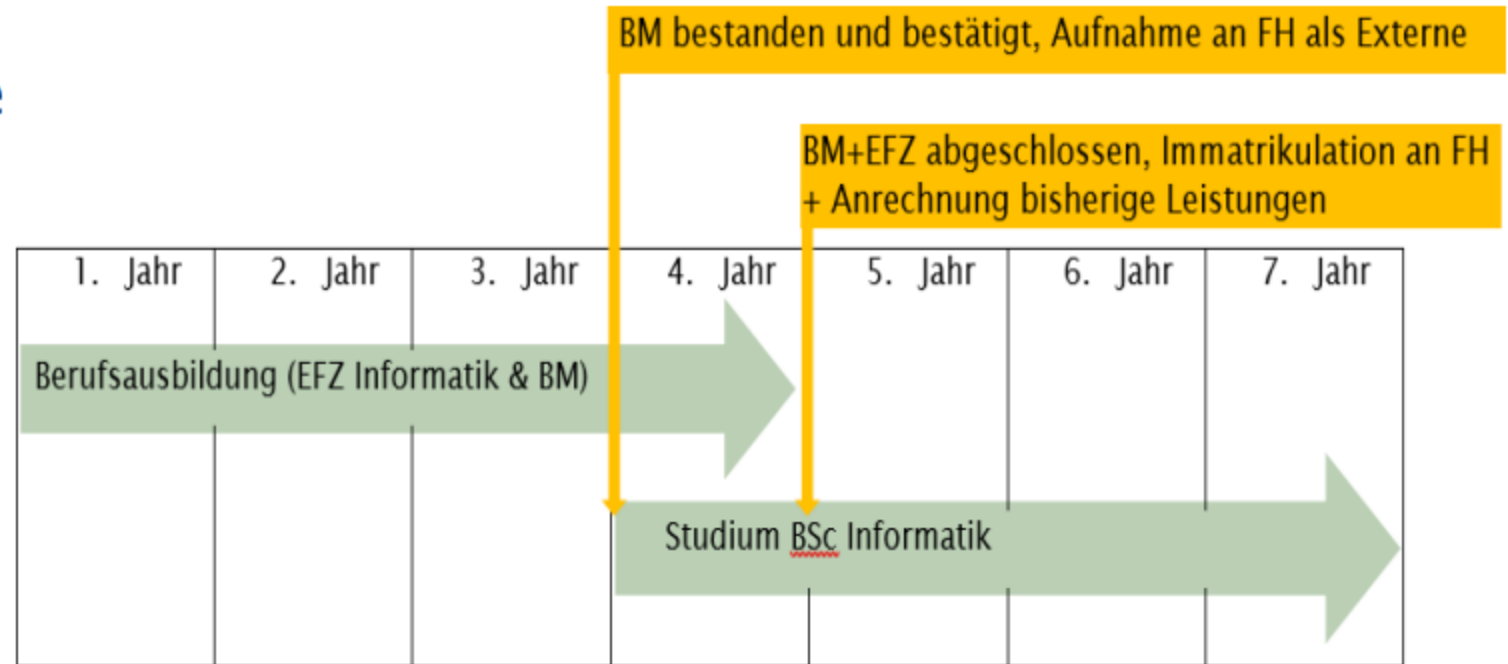 BM bestanden und bestätigt, Aufnahme an FH als Externe
BM+EFZ abgeschlossen, Immatrikulation an FH
+ Anrechnung bisherige Leistungen
1. Jahr 2. Jahr 3. Jahr 4. Jahr 5. Jahr 6. Jahr 7. Jahr
Berufsausbildung (EFZ Informatik & BM)
Studium BSc Informatik